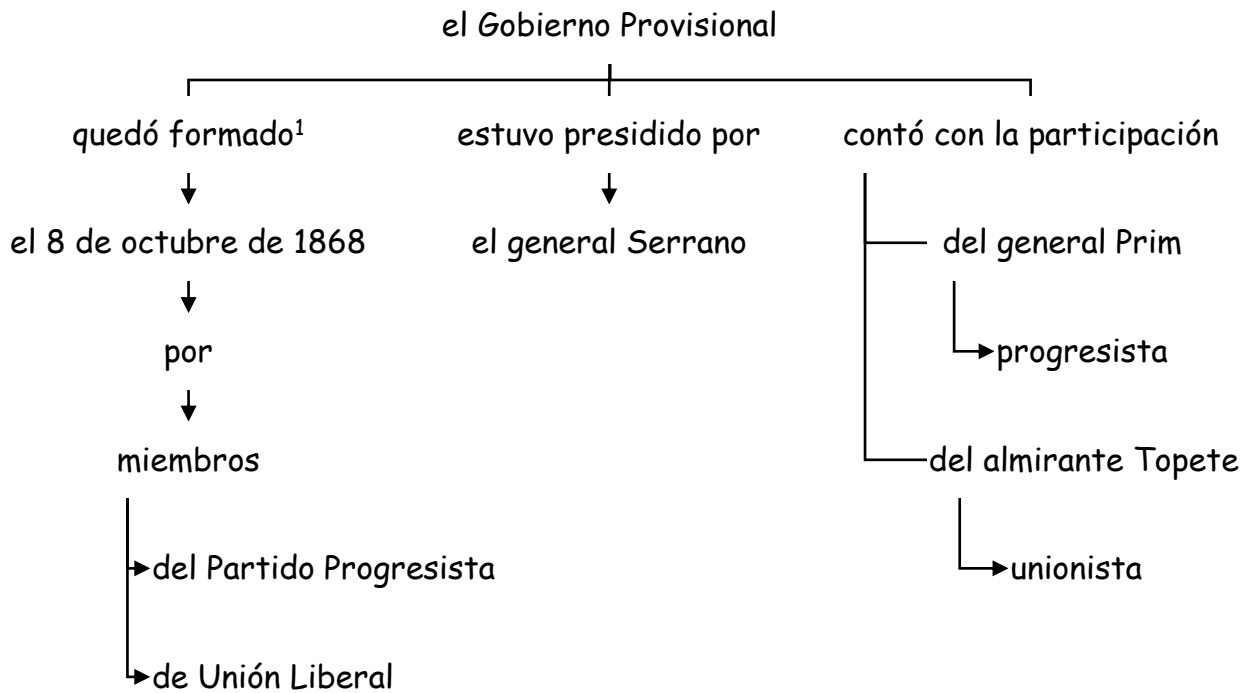 el Gobierno Provisional
quedó formado¹
estuvo presidido por
contó con la participación
el 8 de octubre de 1868
el general Serrano
del general Prim
por
progresista
miembros
del almirante Topete
del Partido Progresista
unionista
de Unión Liberal